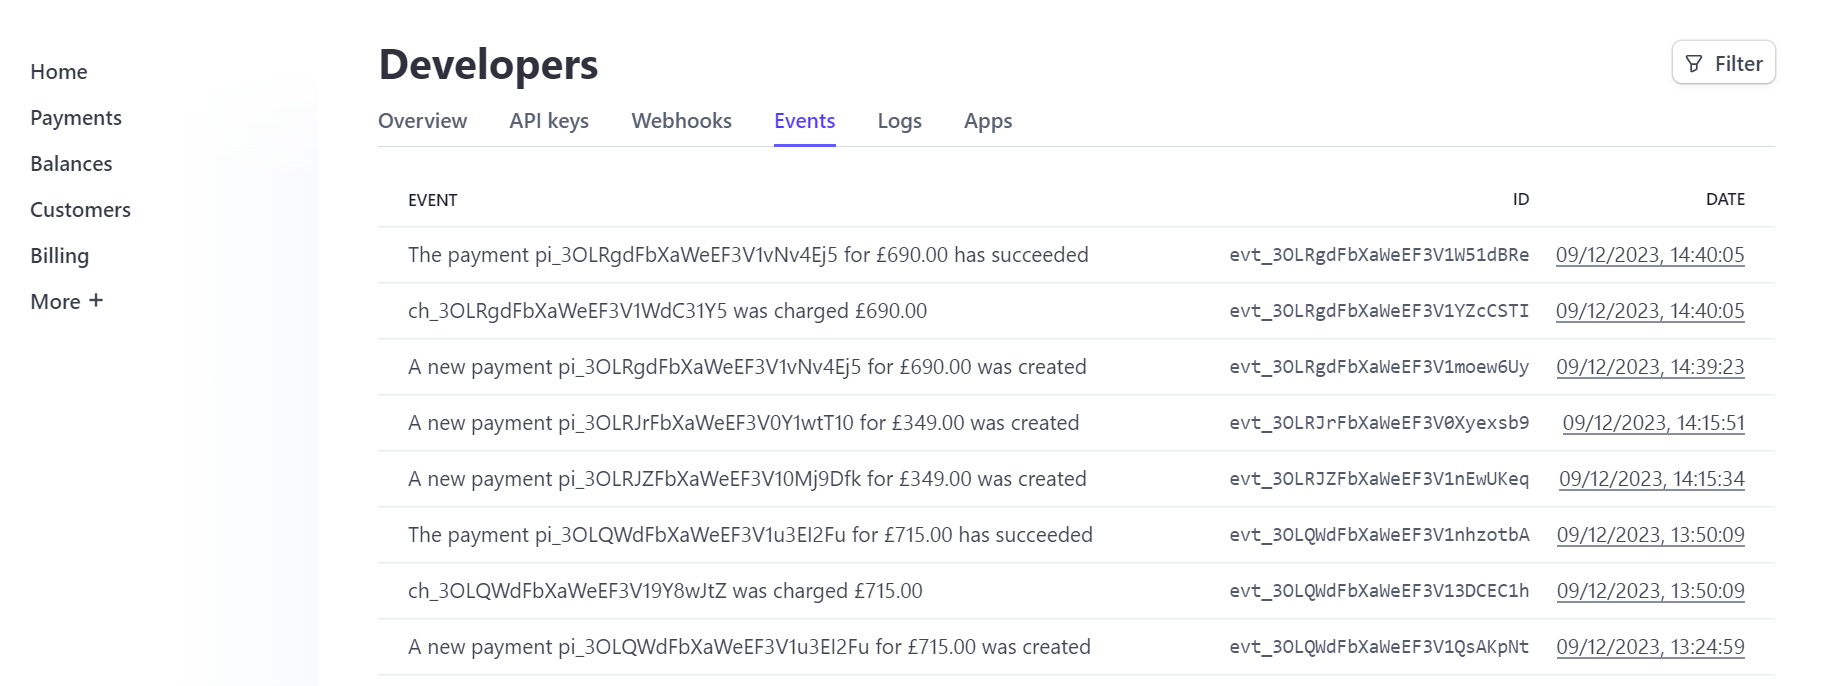 Home
Payments
Balances
Customers
Billing
More +
Developers
Filter
Overview API keys Webhooks Events Logs Apps
EVENT ID DATE
The payment pi_3OLRgdFbXaWeEF3V1vNv4Ej5 for £690.00 has succeeded evt_3OLRgdFbXaWeEF3V1W51dBRe 09/12/2023, 14:40:05
ch_3OLRgdFbXaWeEF3V1WdC31Y5 was charged £690.00 evt_3OLRgdFbXaWeEF3V1YZcCSTI 09/12/2023, 14:40:05
A new payment pi_3OLRgdFbXaWeEF3V1vNv4Ej5 for £690.00 was created evt_3OLRgdFbXaWeEF3V1moew6Uy 09/12/2023, 14:39:23
A new payment pi_3OLRJrFbXaWeEF3V0Y1wtT10 for £349.00 was created evt_3OLRJrFbXaWeEF3V0Xyexsb9 09/12/2023, 14:15:51
A new payment pi_3OLRJZFbXaWeEF3V10Mj9Dfk for £349.00 was created evt_3OLRJZFbXaWeEF3V1nEwUKeq 09/12/2023, 14:15:34
The payment pi_3OLQWdFbXaWeEF3V1u3EI2Fu for £715.00 has succeeded evt_3OLQWdFbXaWeEF3V1nhzotbA 09/12/2023, 13:50:09
ch_3OLQWdFbXaWeEF3V19Y8wJtZ was charged £715.00 evt_3OLQWdFbXaWeEF3V13DCEC1h 09/12/2023, 13:50:09
A new payment pi_3OLQWdFbXaWeEF3V1u3EI2Fu for £715.00 was created evt_3OLQWdFbXaWeEF3V1QsAKpNt 09/12/2023, 13:24:59